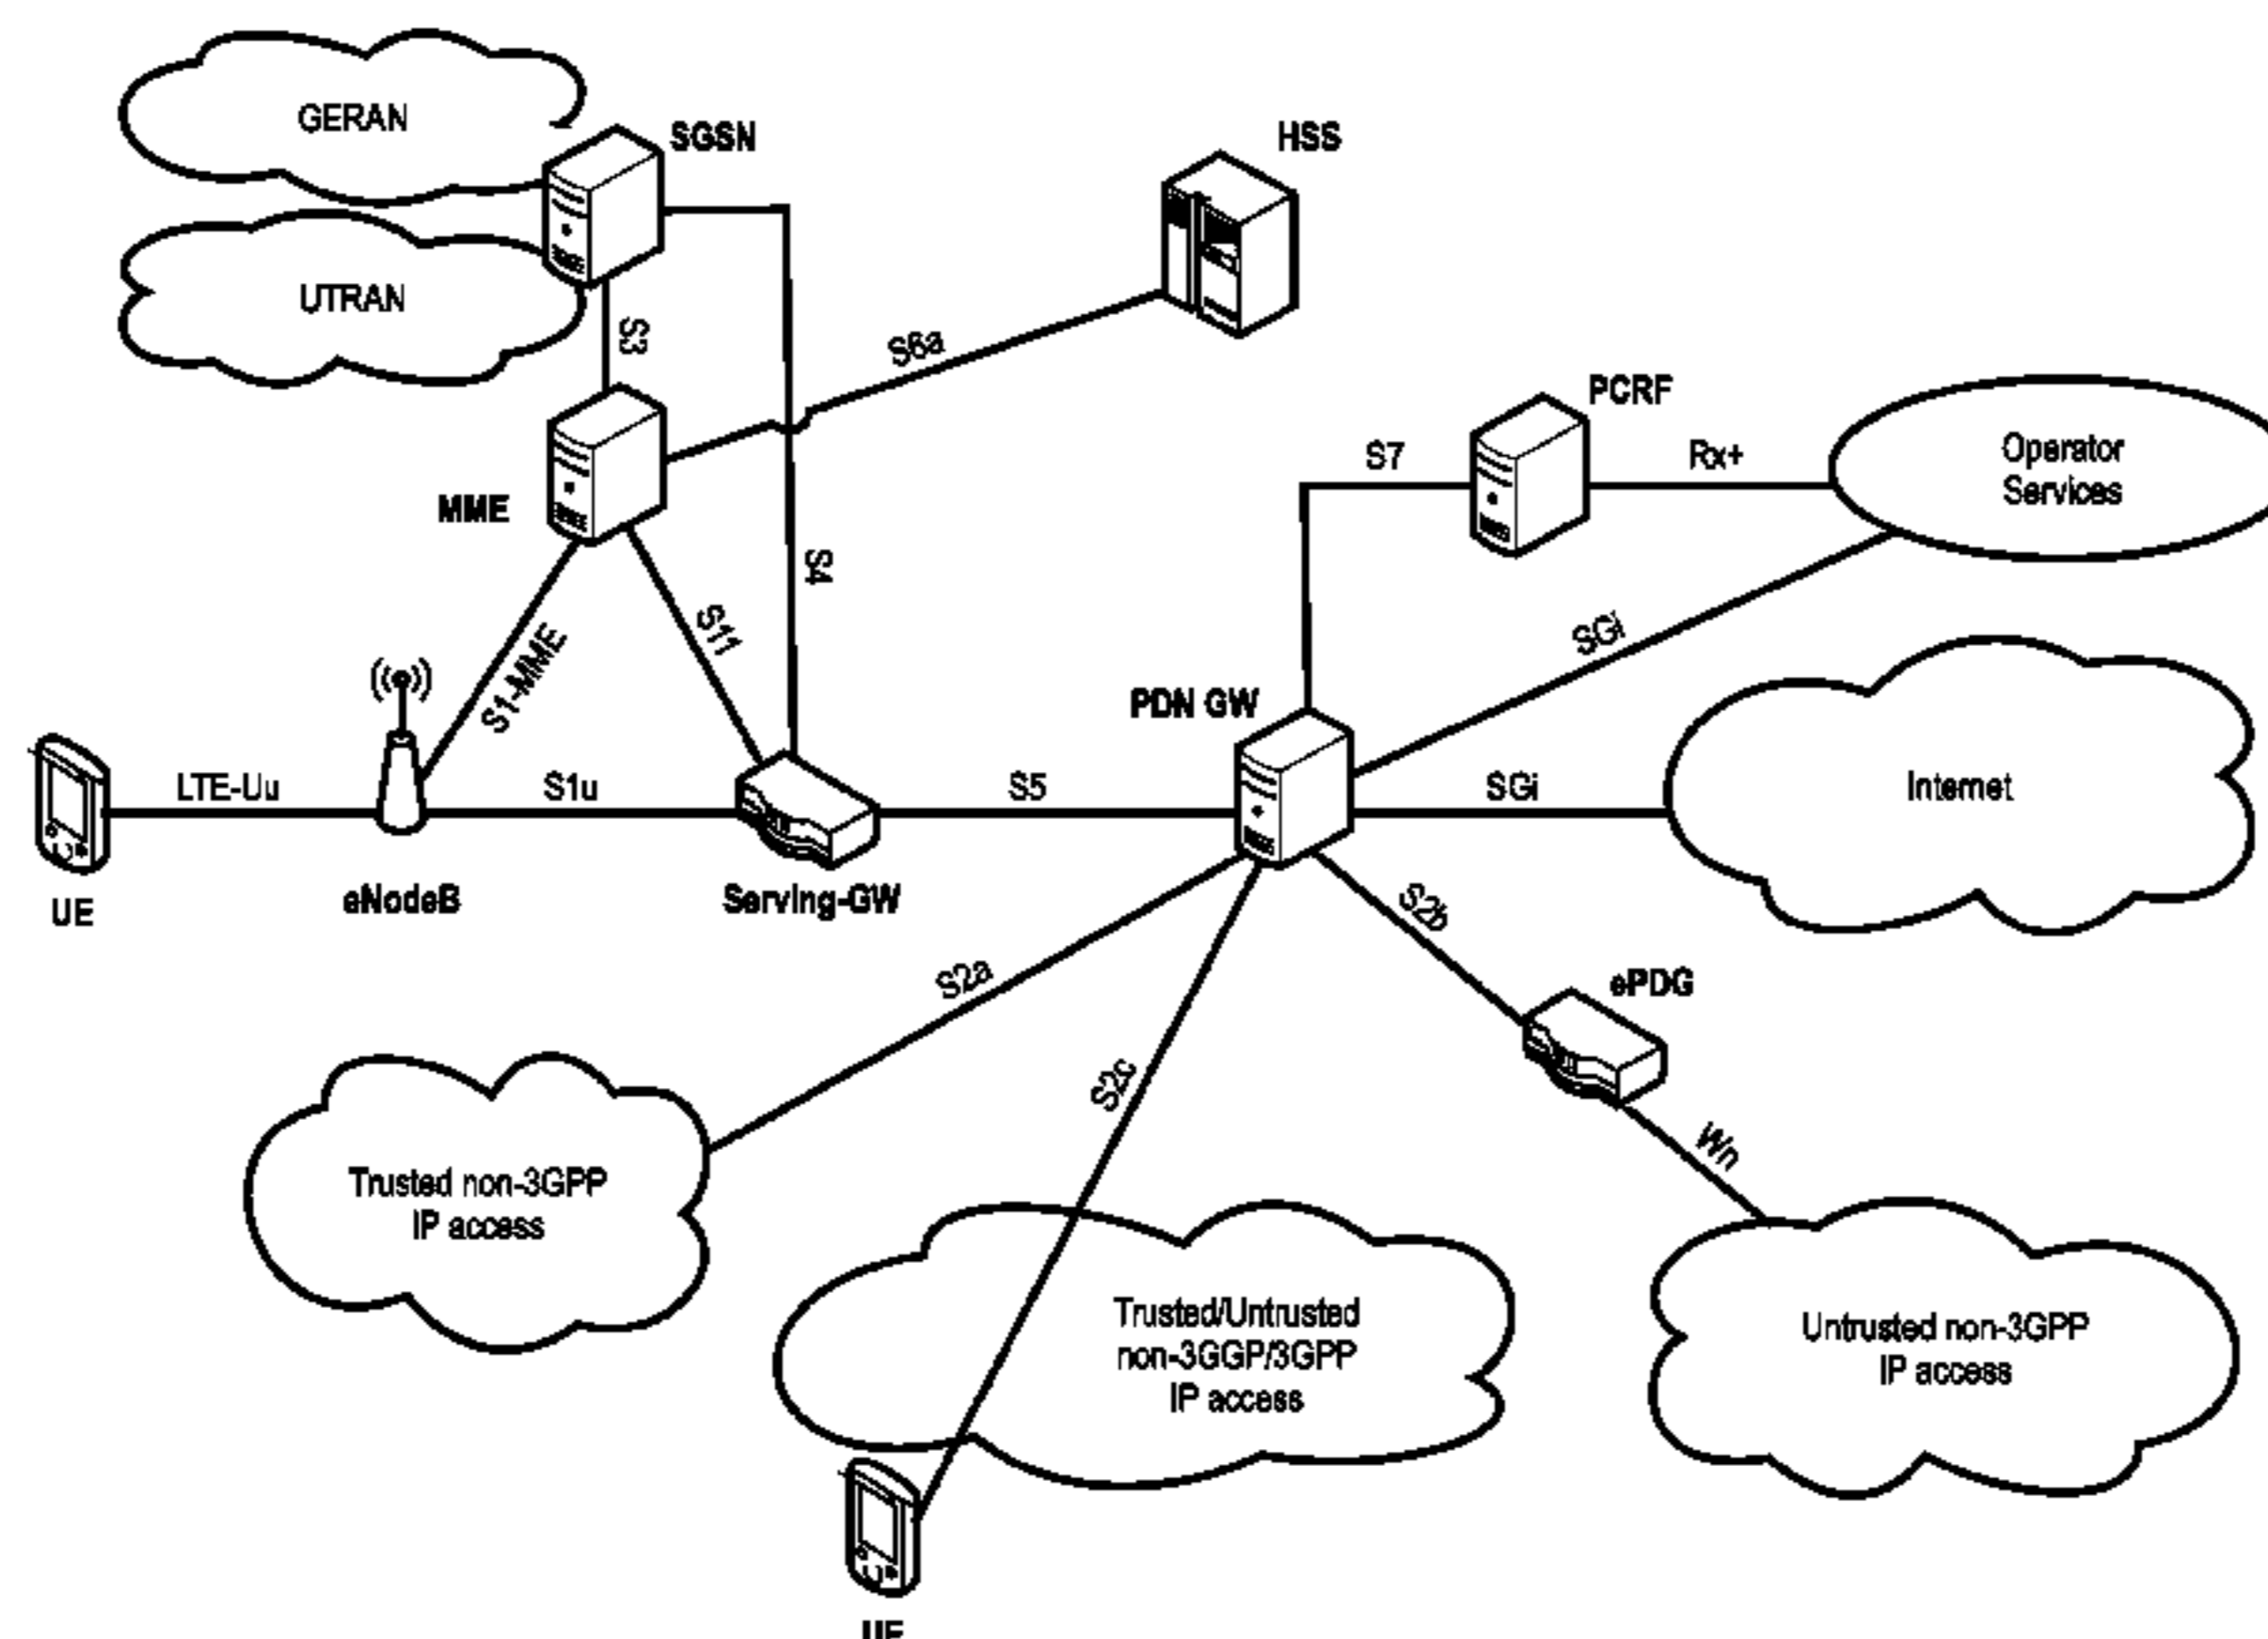 GERAN
SGSN
HSS
UTRAN
S3
S6a
PCRF
S7
Rx+
Operator
Services
MME
S4
S11
S1-MME
SGi
PDN GW
LTE-Uu
S1u
S5
SGi
Internet
UE
eNodeB
Serving-GW
S2b
S2a
ePDG
S2c
Wn
Trusted non-3GPP
IP access
Trusted/Untrusted
non-3GGP/3GPP
IP access
Untrusted non-3GPP
IP access
UE